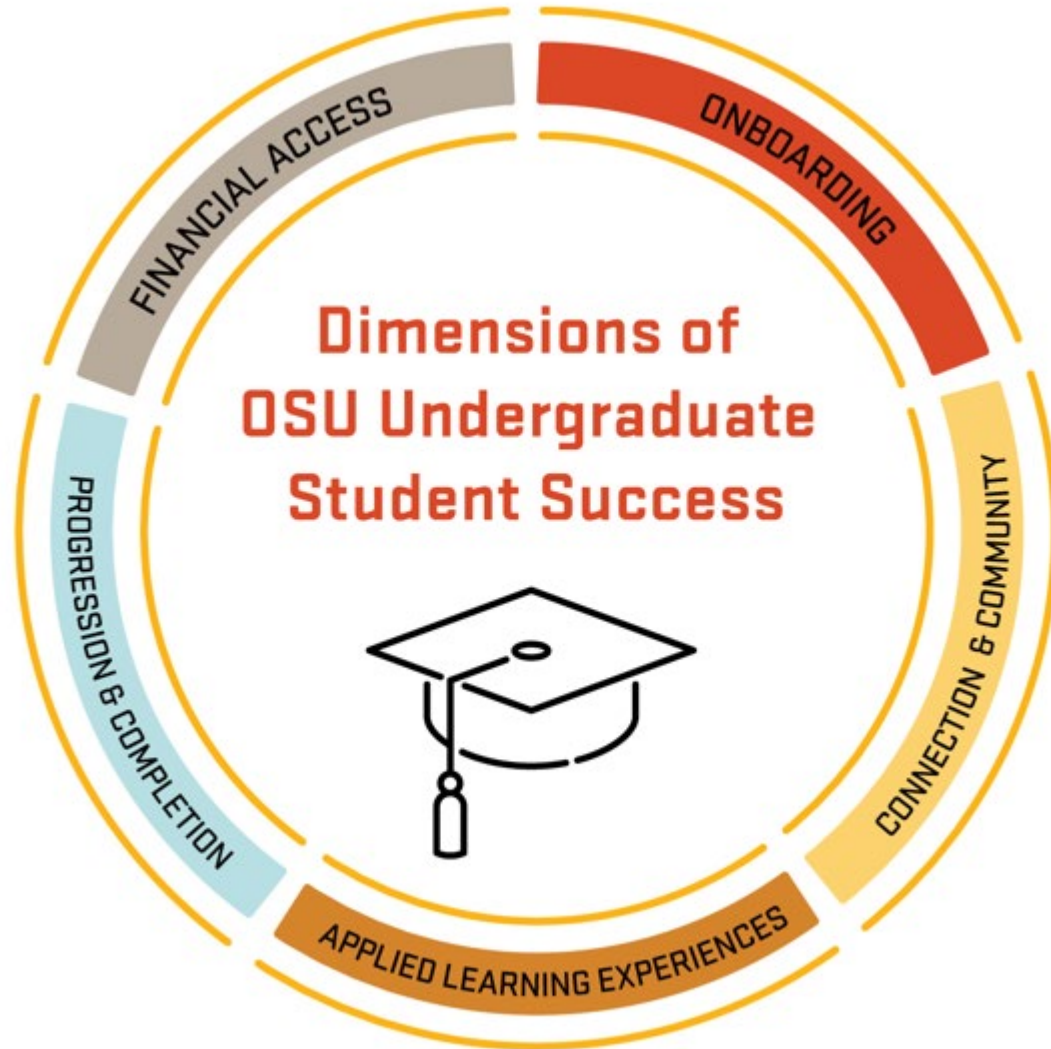 Dimensions of
OSU Undergraduate
Student Success
ONBOARDING
CONNECTION & COMMUNITY
APPLIED LEARNING EXPERIENCES
PROGRESSION & COMPLETION
FINANCIAL ACCESS